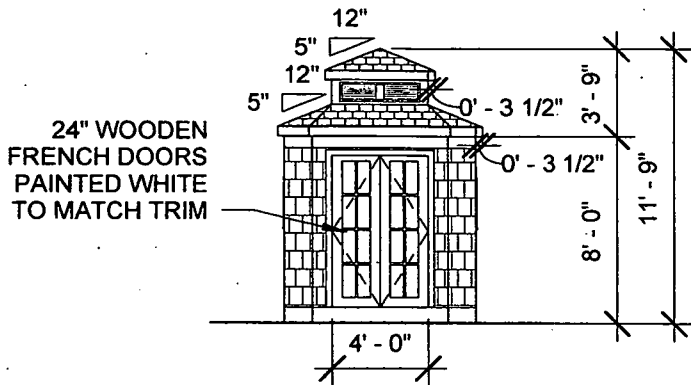 12"
5"
12"
5"
0' - 3 1/2"
3' - 9"
24" WOODEN
FRENCH DOORS
PAINTED WHITE
TO MATCH TRIM
0' - 3 1/2"
11' - 9"
8' - 0"
4' - 0"